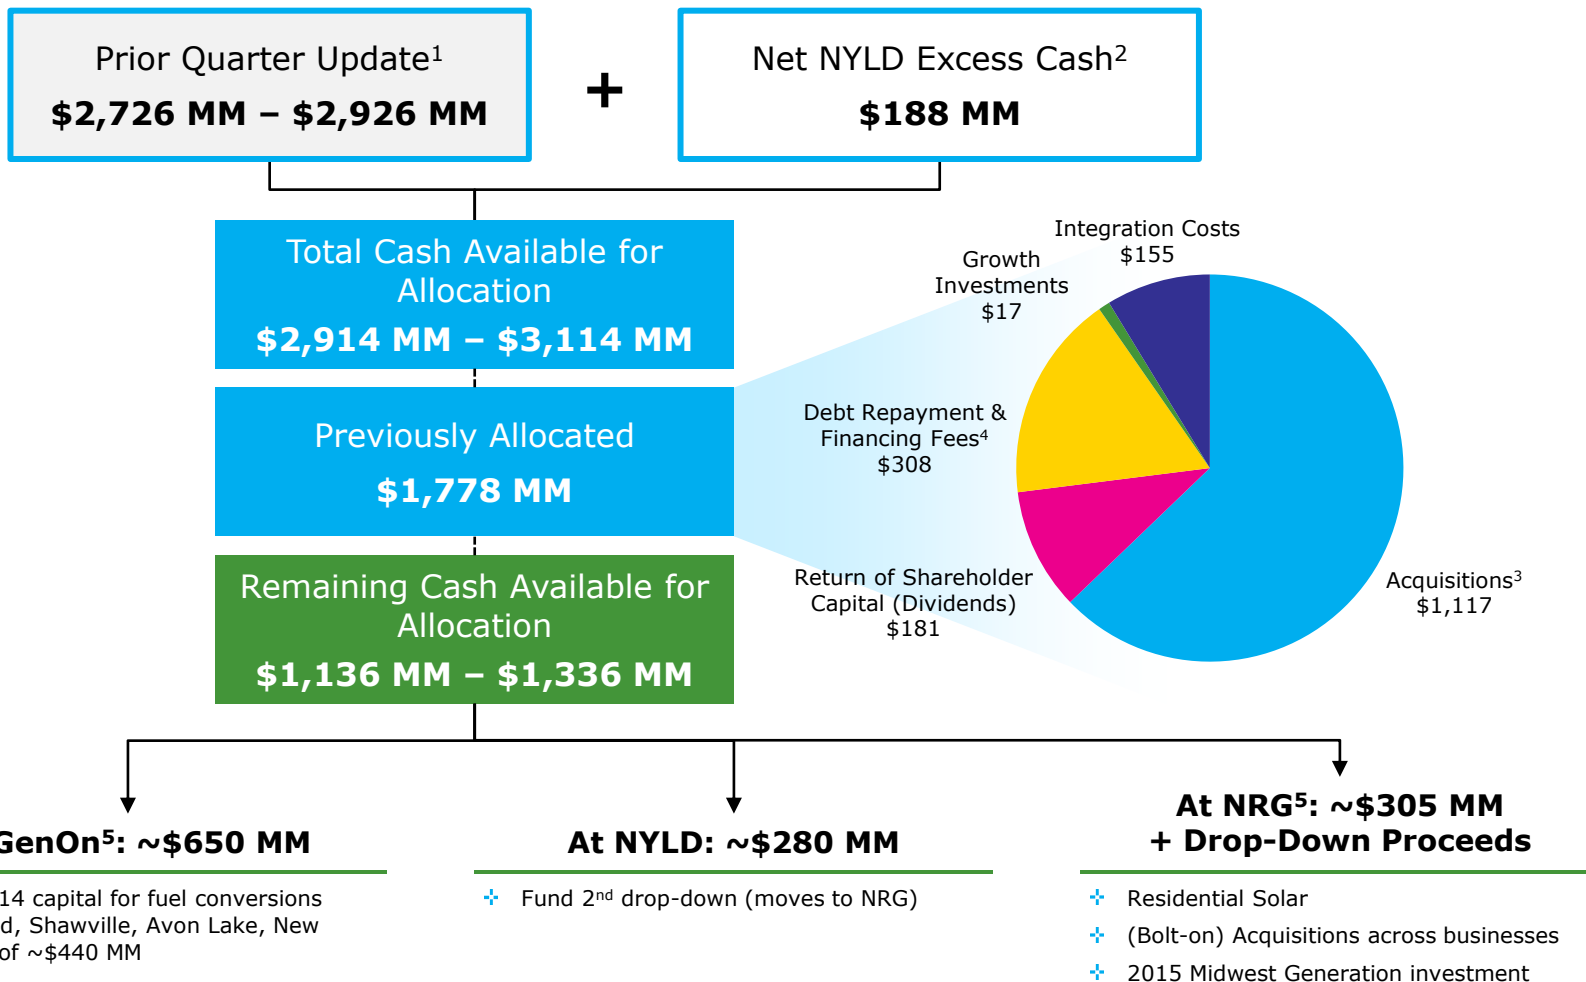 Prior Quarter Update1
$2,726 MM – $2,926 MM
+
Net NYLD Excess Cash2
$188 MM
Total Cash Available for
Allocation
$2,914 MM – $3,114 MM
Previously Allocated
$1,778 MM
Remaining Cash Available for
Allocation
$1,136 MM – $1,336 MM
Integration Costs
$155
Growth
Investments
$17
Debt Repayment &
Financing Fees4
$308
Return of Shareholder
Capital (Dividends)
$181
Acquisitions3
$1,117
GenOn5: ~$650 MM
14 capital for fuel conversions
d, Shawville, Avon Lake, New
of ~$440 MM
At NYLD: ~$280 MM
Fund 2nd drop-down (moves to NRG)
At NRG5: ~$305 MM
+ Drop-Down Proceeds
Residential Solar
(Bolt-on) Acquisitions across businesses
2015 Midwest Generation investment